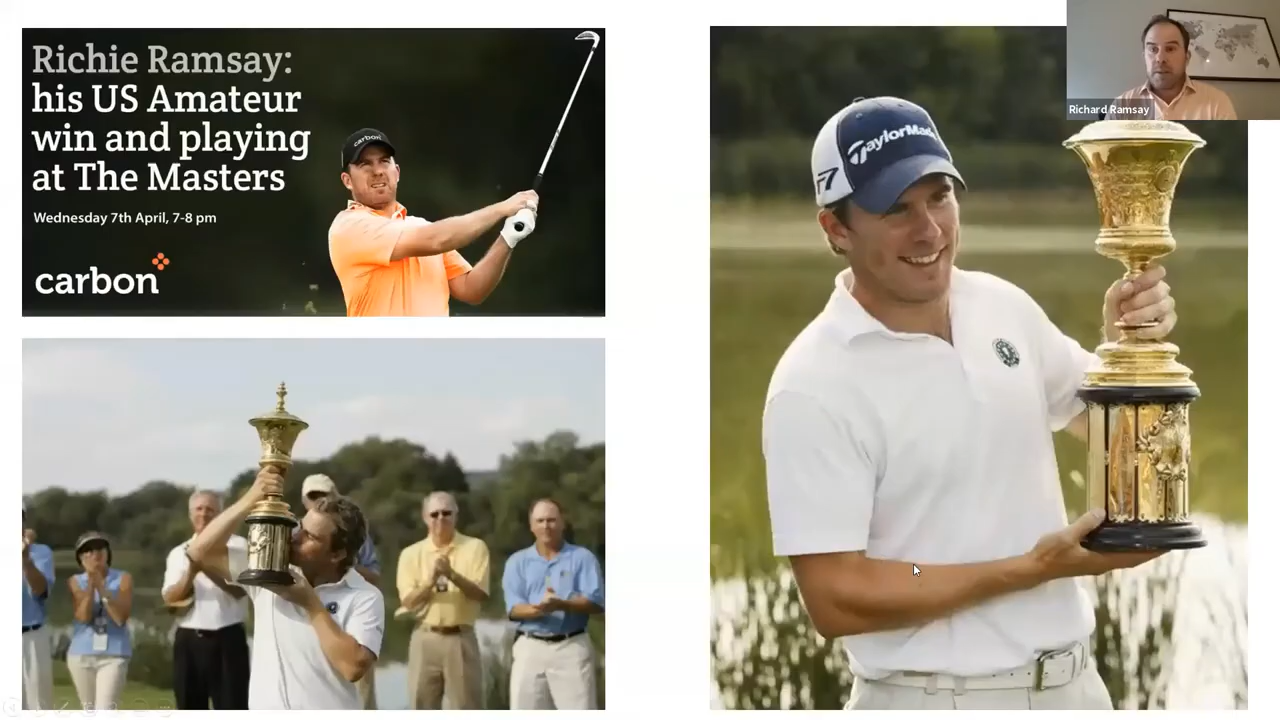 Richie Ramsay:
his US Amateur
win and playing
at The Masters
Wednesday 7th April, 7-8 pm
carbon
carbon
TaylorMade
r7
Richard Ramsay